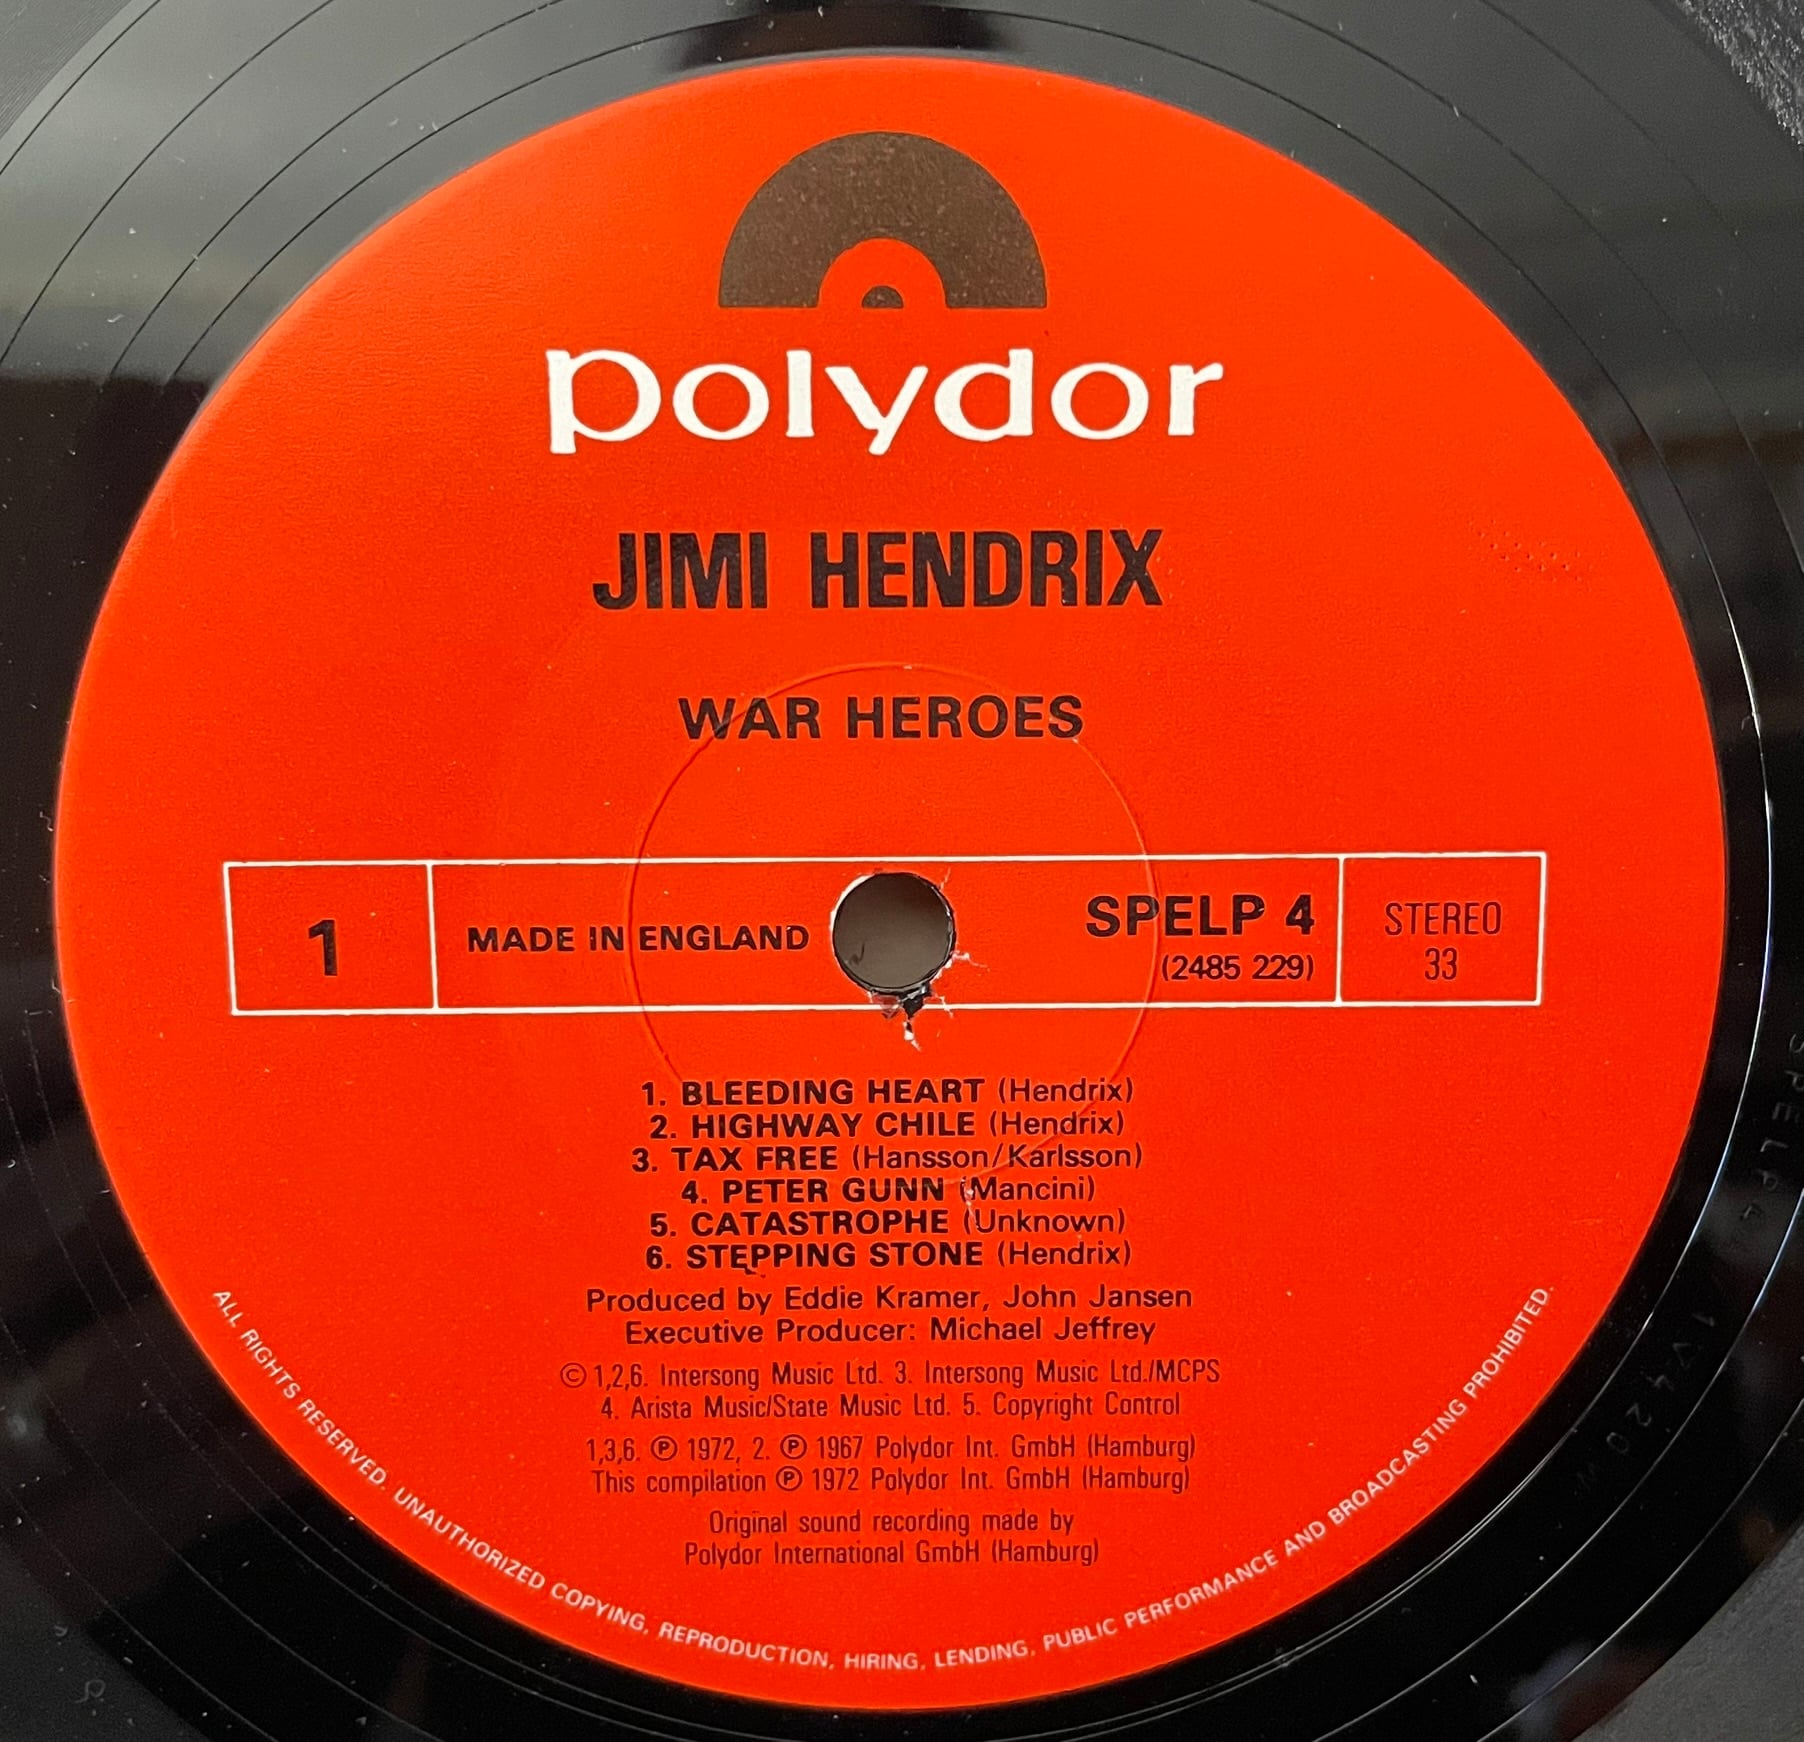 polydor
JIMI HENDRIX
WAR HEROES
1
MADE IN ENGLAND
SPELP 4
(2485 229)
STEREO
33
1. BLEEDING HEART (Hendrix)
2. HIGHWAY CHILE (Hendrix)
3. TAX FREE (Hansson/Karlsson)
4. PETER GUNN (Mancini)
5. CATASTROPHE (Unknown)
6. STEPPING STONE (Hendrix)
Produced by Eddie Kramer, John Jansen
Executive Producer: Michael Jeffrey
© 1,2,6. Intersong Music Ltd. 3. Intersong Music Ltd./MCPS
4. Arista Music/State Music Ltd. 5. Copyright Control
1,3,6. ℗ 1972, 2. ℗ 1967 Polydor Int. GmbH (Hamburg)
This compilation ℗ 1972 Polydor Int. GmbH (Hamburg)
Original sound recording made by
Polydor International GmbH (Hamburg)
ALL RIGHTS RESERVED. UNAUTHORIZED COPYING, REPRODUCTION, HIRING, LENDING, PUBLIC PERFORMANCE AND BROADCASTING PROHIBITED.
SPELP4